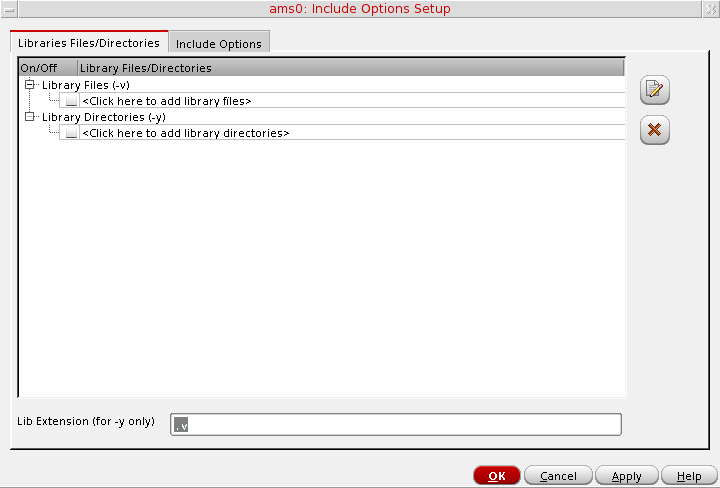 ams0: Include Options Setup
Libraries Files/Directories
Include Options
On/Off Library Files/Directories
Library Files (-v)
<Click here to add library files>
Library Directories (-y)
<Click here to add library directories>
Lib Extension (for -y only) .v
OK Cancel Apply Help